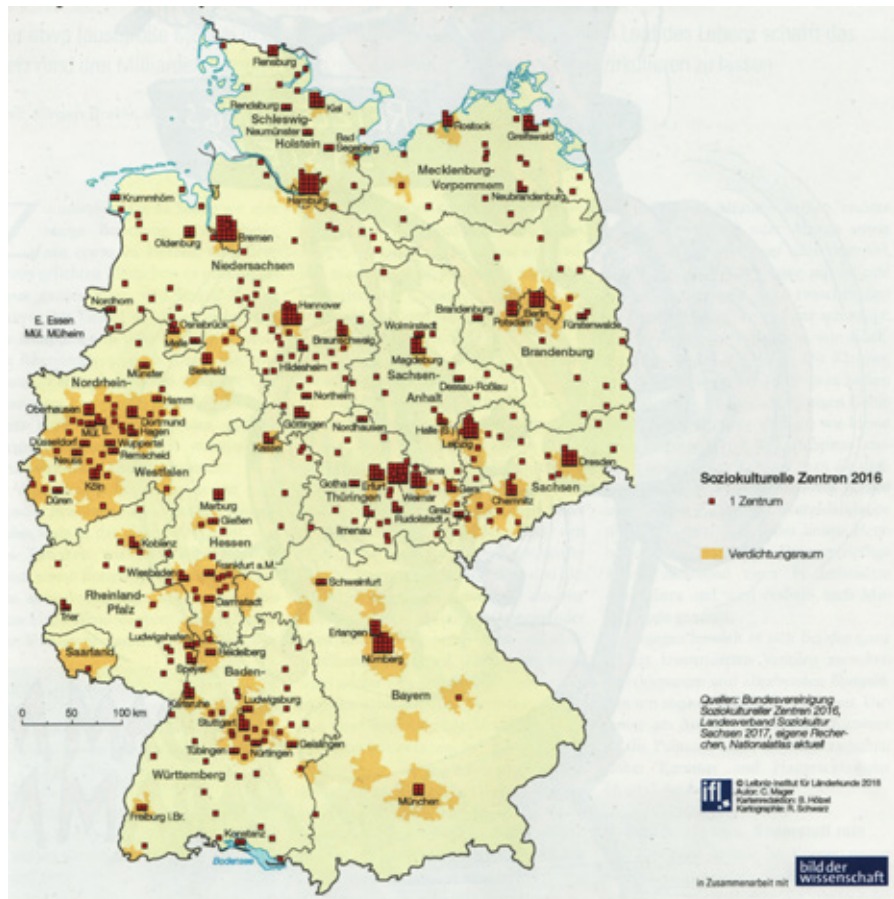 Flensburg
Rendsburg
Kiel
Schleswig-
Holstein
Neumünster
Bad
Segeberg
Rostock
Greifswald
Mecklenburg-
Vorpommern
Neubrandenburg
Hamburg
Krummhörn
Oldenburg
Bremen
Niedersachsen
Nordhorn
E. Essen
Mül. Mülheim
Osnabrück
Melle
Hannover
Braunschweig
Hildesheim
Wolmirstedt
Magdeburg
Sachsen-
Anhalt
Dessau-Roßlau
Brandenburg
Berlin
Potsdam
Fürstenwalde
Brandenburg
Münster
Bielefeld
Nordrhein-
Westfalen
Hamm
Oberhausen
Dortmund
Mül.
E.
Hagen
Düsseldorf
Wuppertal
Remscheid
Neuss
Köln
Düren
Northeim
Göttingen
Nordhausen
Kassel
Halle (S.)
Leipzig
Dresden
Sachsen
Chemnitz
Gotha
Erfurt
Jena
Weimar
Gera
Thüringen
Greiz
Rudolstadt
Ilmenau
Marburg
Gießen
Hessen
Koblenz
Wiesbaden
Frankfurt a.M.
Rheinland-
Pfalz
Darmstadt
Trier
Saarland
Ludwigshafen
Heidelberg
Speyer
Schweinfurt
Erlangen
Nürnberg
Bayern
Baden-
Württemberg
Karlsruhe
Ludwigsburg
Stuttgart
Geislingen
Tübingen
Nürtingen
München
Freiburg i.Br.
Konstanz
Bodensee
0 50 100 km
Soziokulturelle Zentren 2016
1 Zentrum
Verdichtungsraum
Quellen: Bundesvereinigung
Soziokultureller Zentren 2016,
Landesverband Soziokultur
Sachsen 2017, eigene Recher-
chen, Nationalatlas aktuell
ifl
© Leibniz-Institut für Länderkunde 2018
Autor: C. Mager
Kartenredaktion: B. Hölzel
Kartographie: R. Schwarz
in Zusammenarbeit mit
bild der
wissenschaft